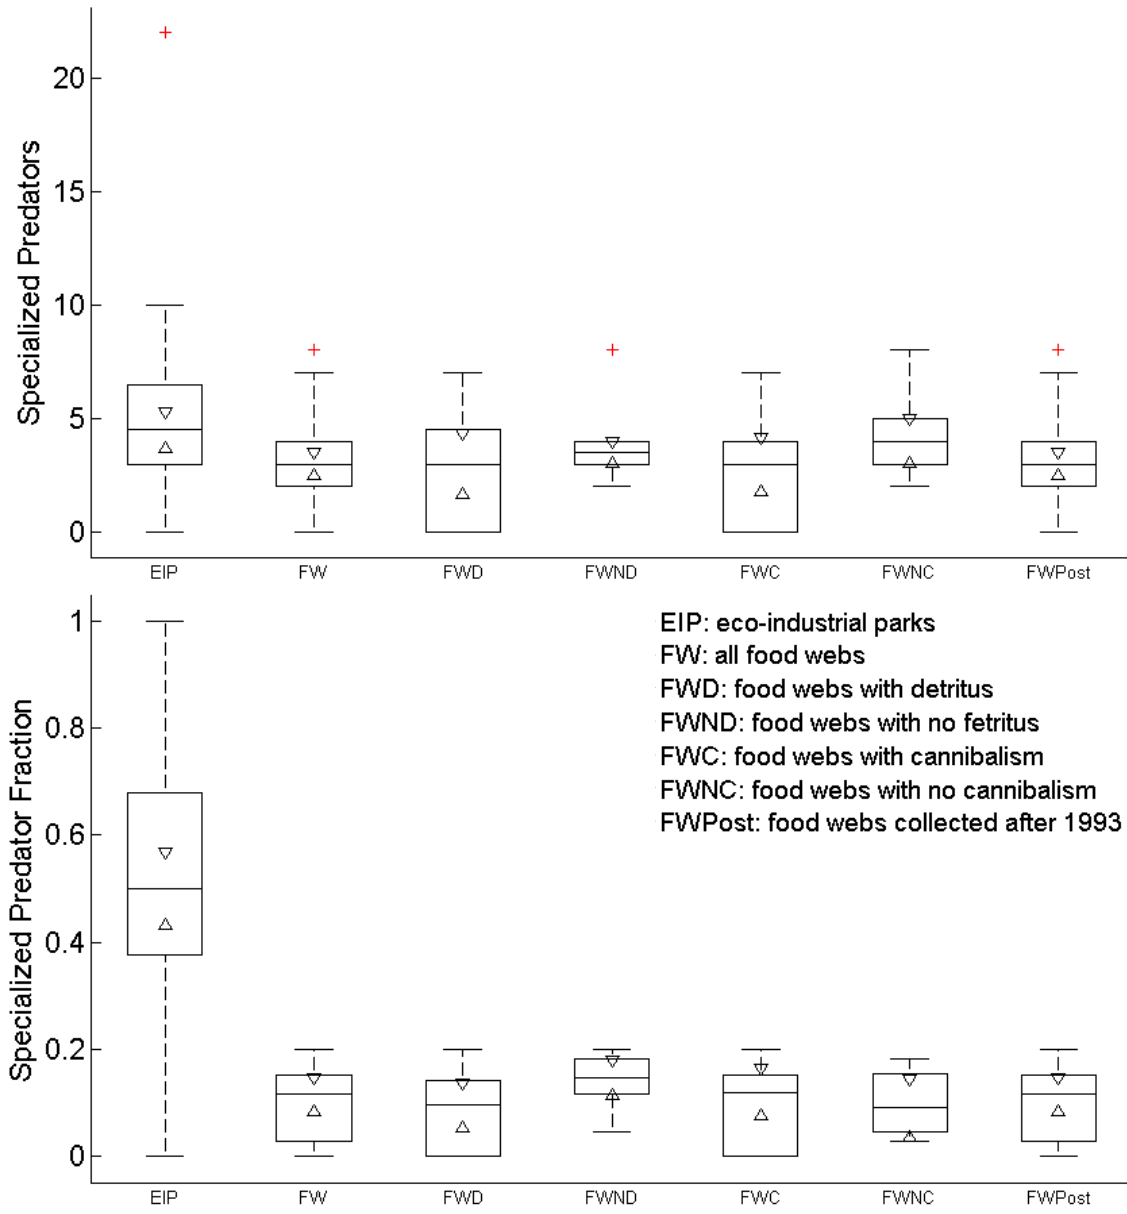 Specialized Predators
20
15
10
5
0
EIP FW FWD FWND FWC FWNC FWPost
Specialized Predator Fraction
1
0.8
0.6
0.4
0.2
0
EIP: eco-industrial parks
FW: all food webs
FWD: food webs with detritus
FWND: food webs with no fetritus
FWC: food webs with cannibalism
FWNC: food webs with no cannibalism
FWPost: food webs collected after 1993
EIP FW FWD FWND FWC FWNC FWPost